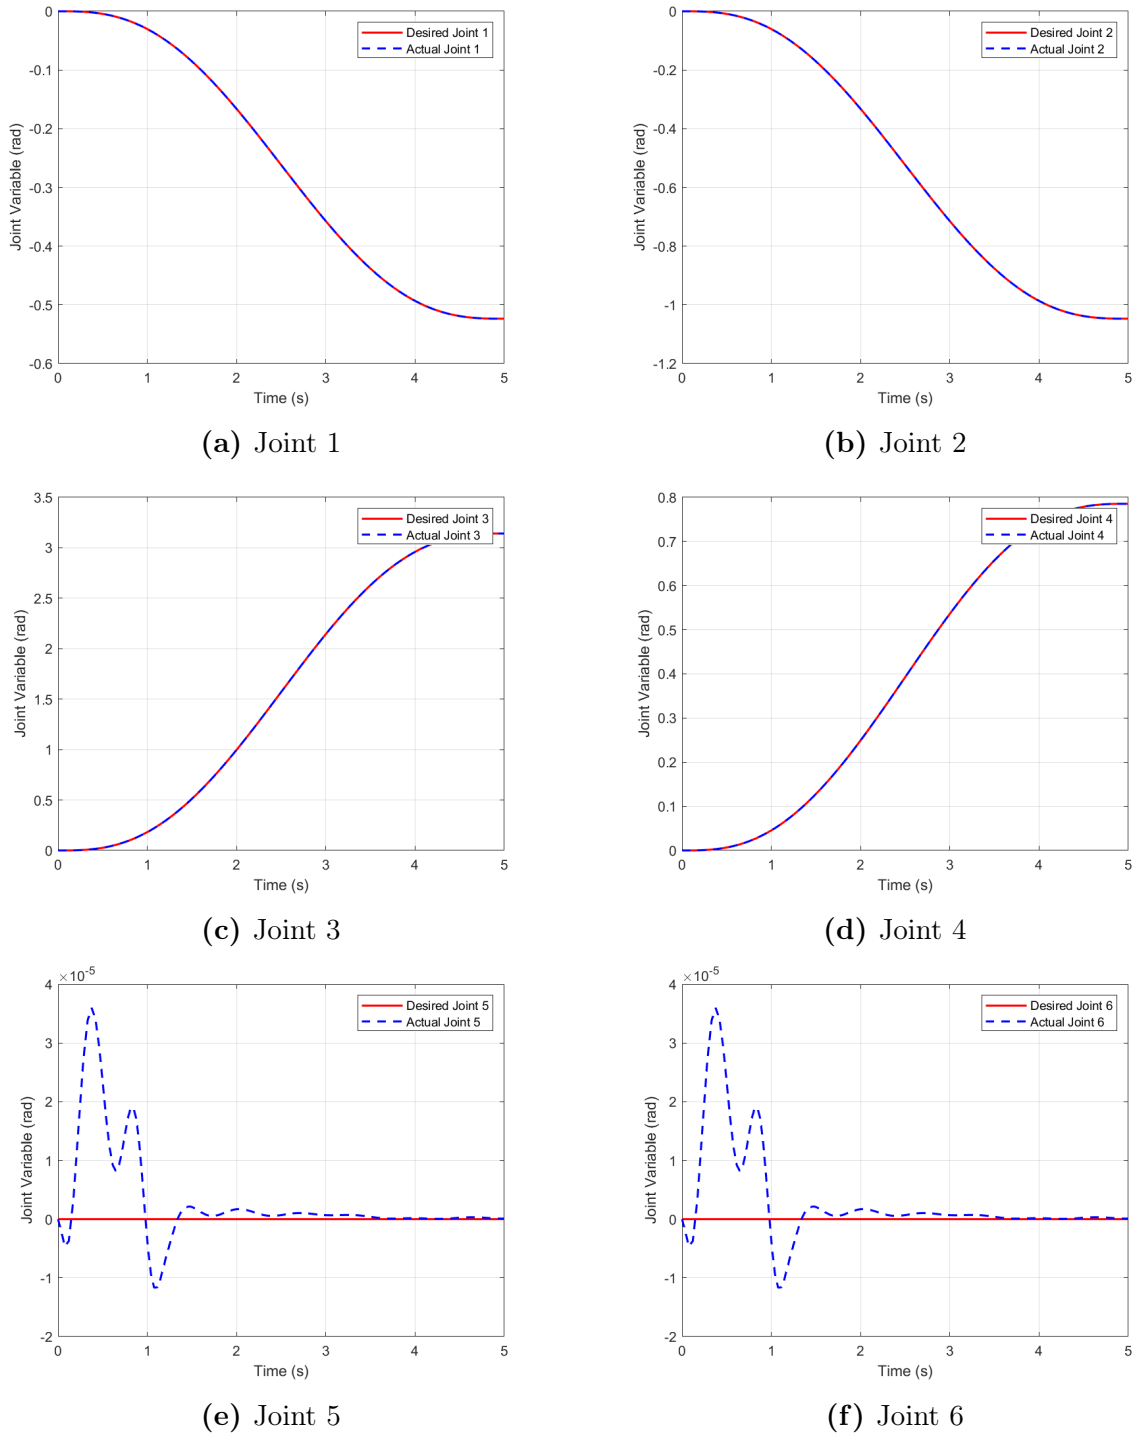 Desired Joint 1
Actual Joint 1
Joint Variable (rad)
0
-0.1
-0.2
-0.3
-0.4
-0.5
-0.6
0 1 2 3 4 5
Time (s)
(a) Joint 1
Desired Joint 2
Actual Joint 2
Joint Variable (rad)
0
-0.2
-0.4
-0.6
-0.8
-1
-1.2
0 1 2 3 4 5
Time (s)
(b) Joint 2
Desired Joint 3
Actual Joint 3
Joint Variable (rad)
3.5
3
2.5
2
1.5
1
0.5
0
0 1 2 3 4 5
Time (s)
(c) Joint 3
Desired Joint 4
Actual Joint 4
Joint Variable (rad)
0.8
0.7
0.6
0.5
0.4
0.3
0.2
0.1
0
0 1 2 3 4 5
Time (s)
(d) Joint 4
×10⁻⁵
Desired Joint 5
Actual Joint 5
Joint Variable (rad)
4
3
2
1
0
-1
-2
0 1 2 3 4 5
Time (s)
(e) Joint 5
×10⁻⁵
Desired Joint 6
Actual Joint 6
Joint Variable (rad)
4
3
2
1
0
-1
-2
0 1 2 3 4 5
Time (s)
(f) Joint 6